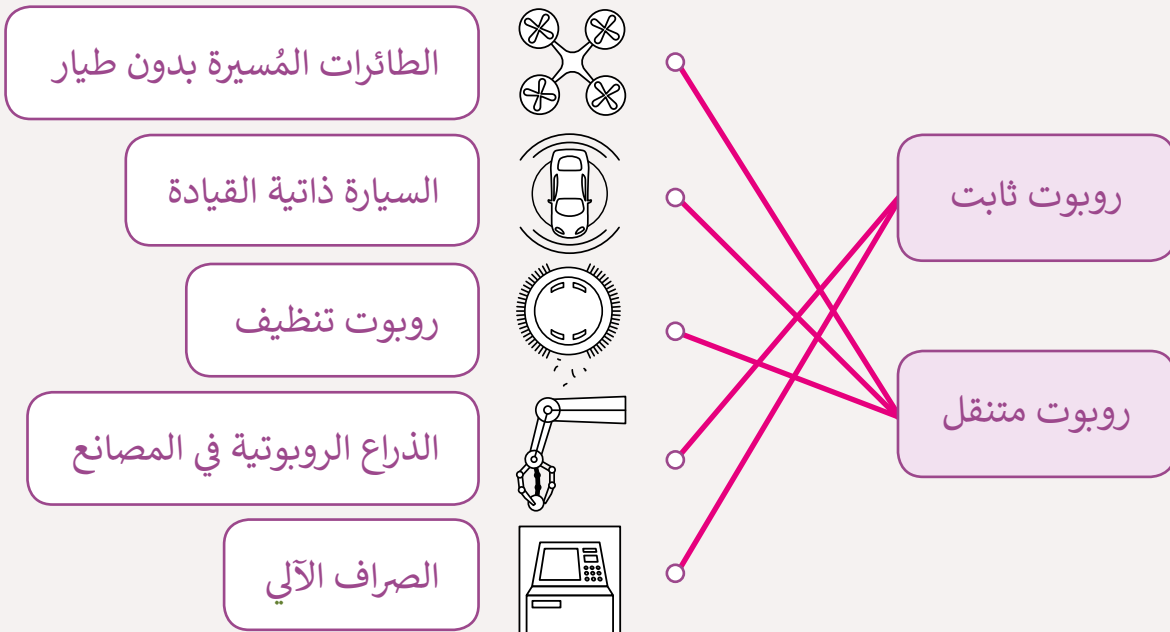 الطائرات المُسيرة بدون طيار
السيارة ذاتية القيادة
روبوت تنظيف
الذراع الروبوتية في المصانع
الصراف الآلي
روبوت ثابت
روبوت متنقل